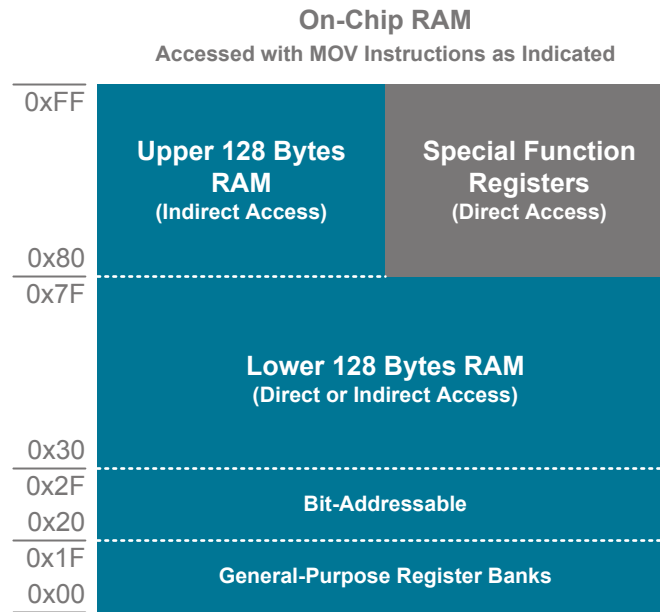 On-Chip RAM
Accessed with MOV Instructions as Indicated
0xFF
Upper 128 Bytes
RAM
(Indirect Access)
Special Function
Registers
(Direct Access)
0x80
0x7F
Lower 128 Bytes RAM
(Direct or Indirect Access)
0x30
0x2F
Bit-Addressable
0x20
0x1F
General-Purpose Register Banks
0x00